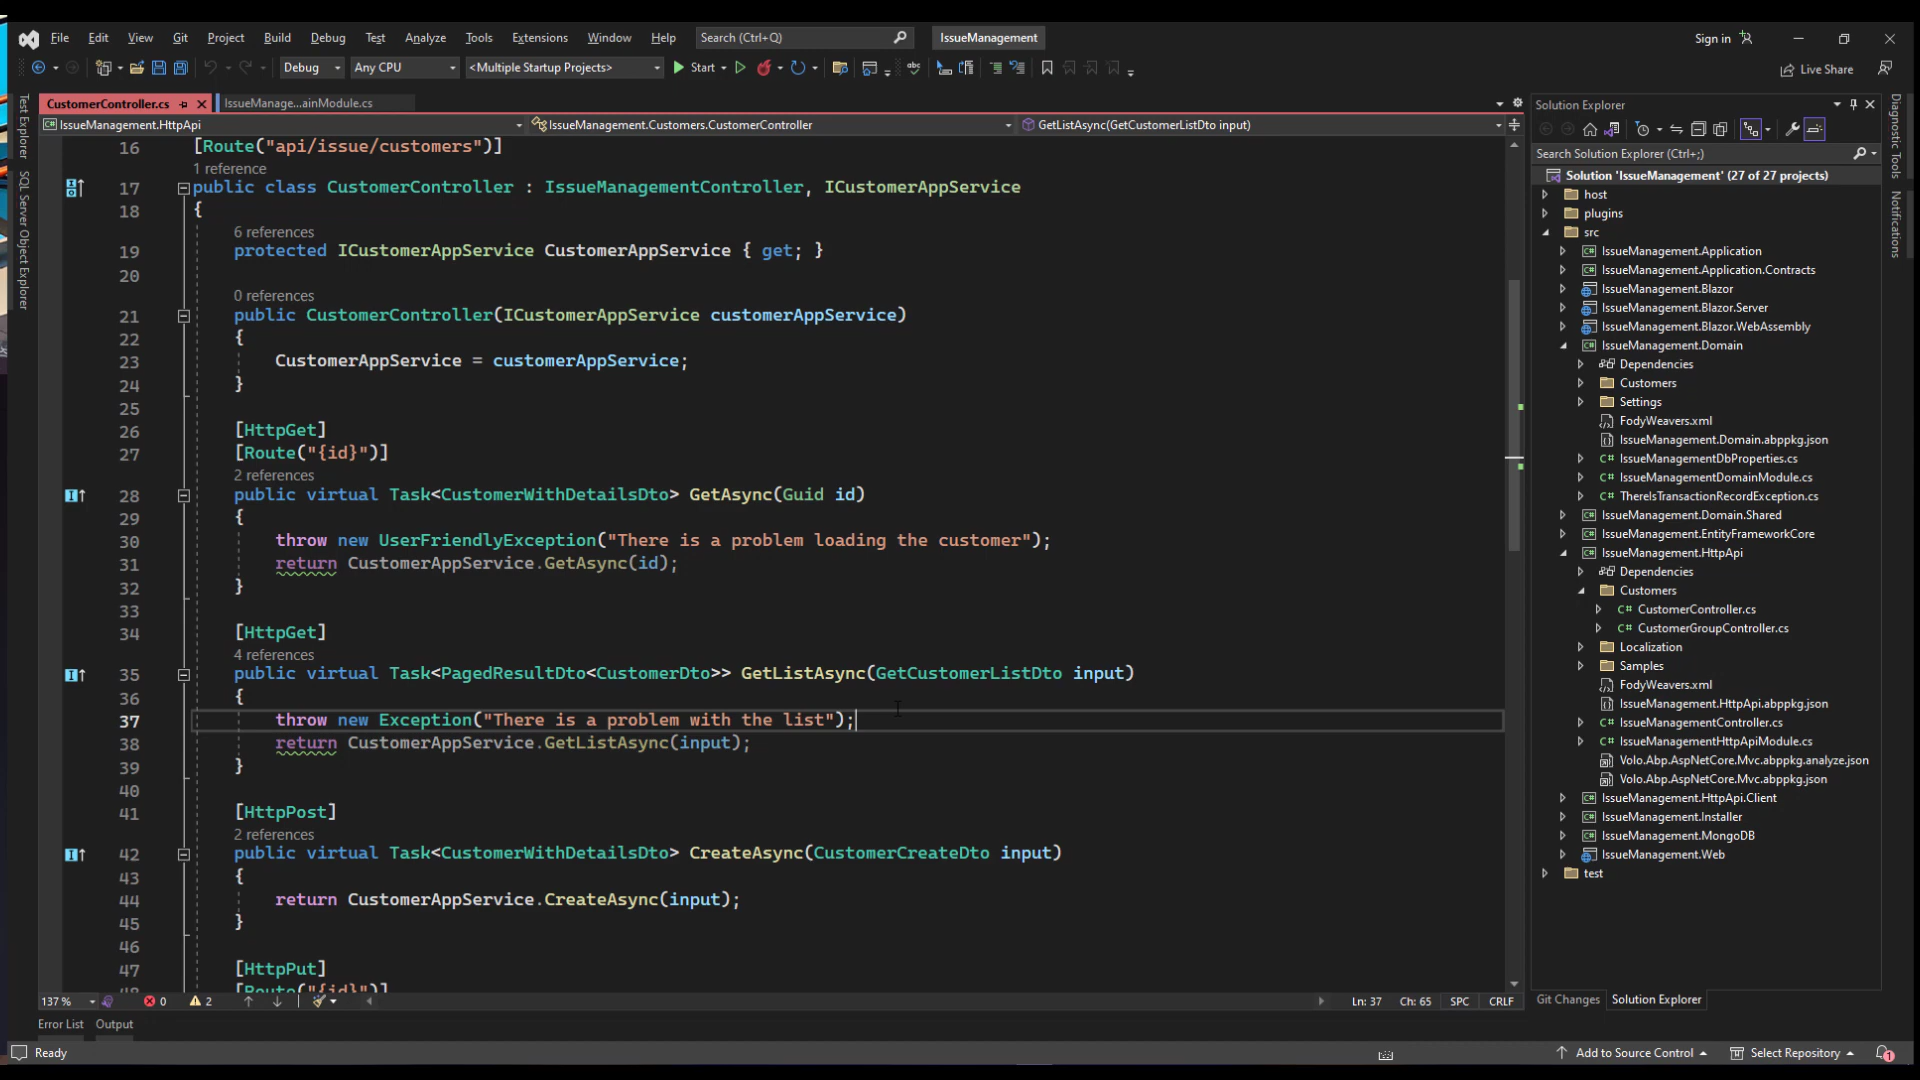 File Edit View Git Project Build Debug Test Analyze Tools Extensions Window Help Search (Ctrl+Q) IssueManagement Sign in
Debug Any CPU <Multiple Startup Projects> Start Live Share
CustomerController.cs IssueManage...ainModule.cs
IssueManagement.HttpApi IssueManagement.Customers.CustomerController GetListAsync(GetCustomerListDto input)
Test Explorer
SQL Server Object Explorer
16 [Route("api/issue/customers")]
1 reference
17 public class CustomerController : IssueManagementController, ICustomerAppService
18 {
6 references
19 protected ICustomerAppService CustomerAppService { get; }
20
0 references
21 public CustomerController(ICustomerAppService customerAppService)
22 {
23 CustomerAppService = customerAppService;
24 }
25
26 [HttpGet]
27 [Route("{id}")]
2 references
28 public virtual Task<CustomerWithDetailsDto> GetAsync(Guid id)
29 {
30 throw new UserFriendlyException("There is a problem loading the customer");
31 return CustomerAppService.GetAsync(id);
32 }
33
34 [HttpGet]
4 references
35 public virtual Task<PagedResultDto<CustomerDto>> GetListAsync(GetCustomerListDto input)
36 {
37 throw new Exception("There is a problem with the list");
38 return CustomerAppService.GetListAsync(input);
39 }
40
41 [HttpPost]
2 references
42 public virtual Task<CustomerWithDetailsDto> CreateAsync(CustomerCreateDto input)
43 {
44 return CustomerAppService.CreateAsync(input);
45 }
46
47 [HttpPut]
48 [Route("{id}")]
137 % 0 2 Ln: 37 Ch: 65 SPC CRLF
Error List Output
Ready
Solution Explorer
Search Solution Explorer (Ctrl+;)
Solution 'IssueManagement' (27 of 27 projects)
host
plugins
src
IssueManagement.Application
IssueManagement.Application.Contracts
IssueManagement.Blazor
IssueManagement.Blazor.Server
IssueManagement.Blazor.WebAssembly
IssueManagement.Domain
Dependencies
Customers
Settings
FodyWeavers.xml
IssueManagement.Domain.abppkg.json
C# IssueManagementDbProperties.cs
C# IssueManagementDomainModule.cs
C# ThereIsTransactionRecordException.cs
IssueManagement.Domain.Shared
IssueManagement.EntityFrameworkCore
IssueManagement.HttpApi
Dependencies
Customers
C# CustomerController.cs
C# CustomerGroupController.cs
Localization
Samples
FodyWeavers.xml
IssueManagement.HttpApi.abppkg.json
C# IssueManagementController.cs
C# IssueManagementHttpApiModule.cs
Volo.Abp.AspNetCore.Mvc.abppkg.analyze.json
Volo.Abp.AspNetCore.Mvc.abppkg.json
IssueManagement.HttpApi.Client
IssueManagement.Installer
IssueManagement.MongoDB
IssueManagement.Web
test
Git Changes Solution Explorer
Add to Source Control Select Repository 1
Diagnostic Tools
Notifications